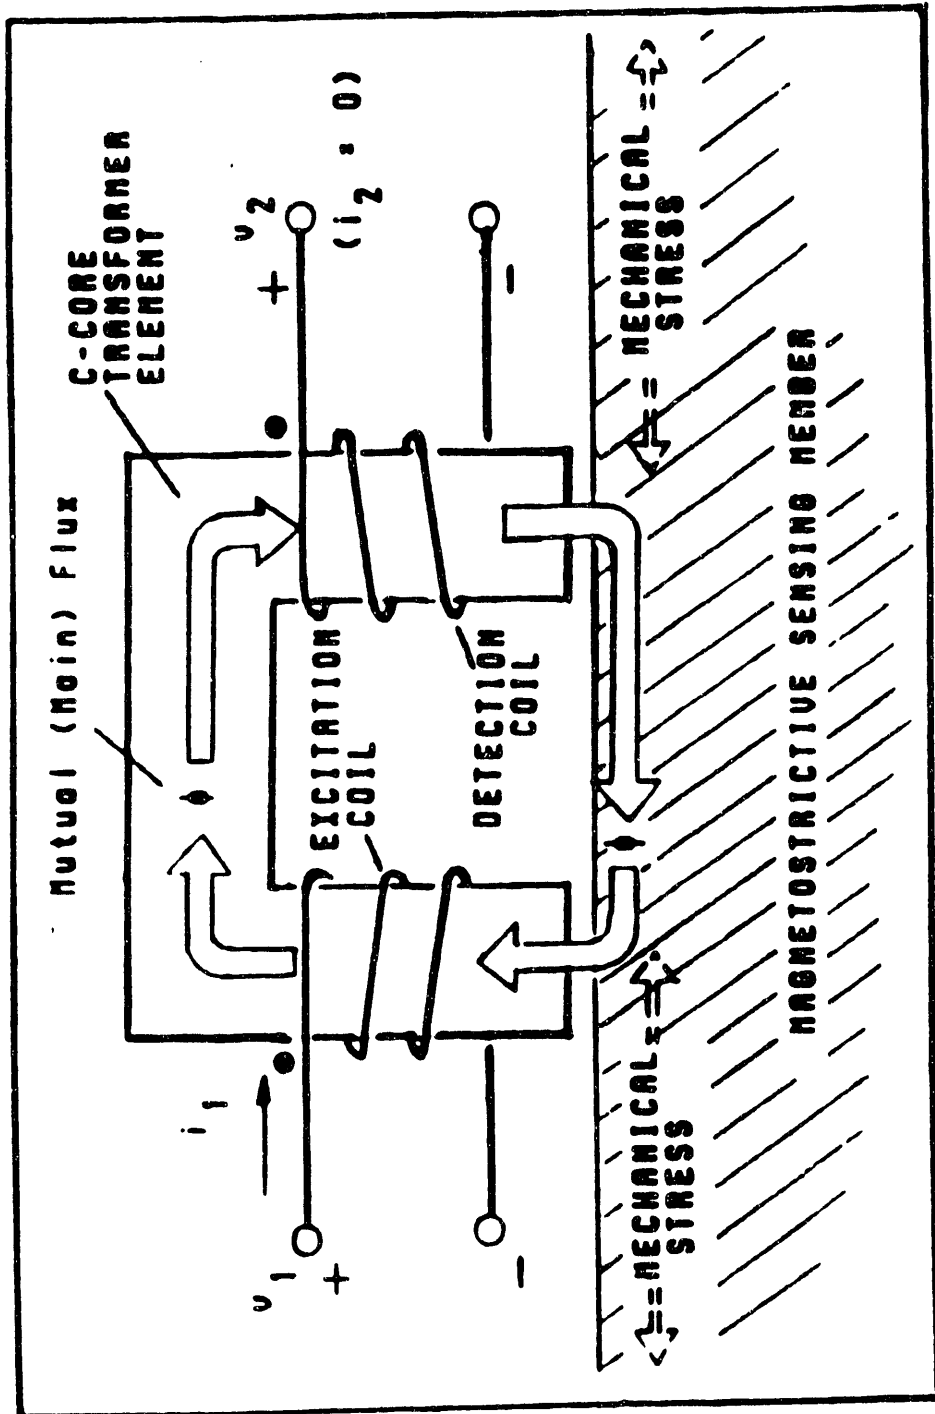 Mutual (Main) Flux
C-CORE
TRANSFORMER
ELEMENT
i1
v1
+
-
ϕ
EXCITATION
COIL
DETECTION
COIL
+
v2
(i2 = 0)
-
ϕ
MECHANICAL
STRESS
MECHANICAL
STRESS
MAGNETOSTRICTIVE SENSING MEMBER